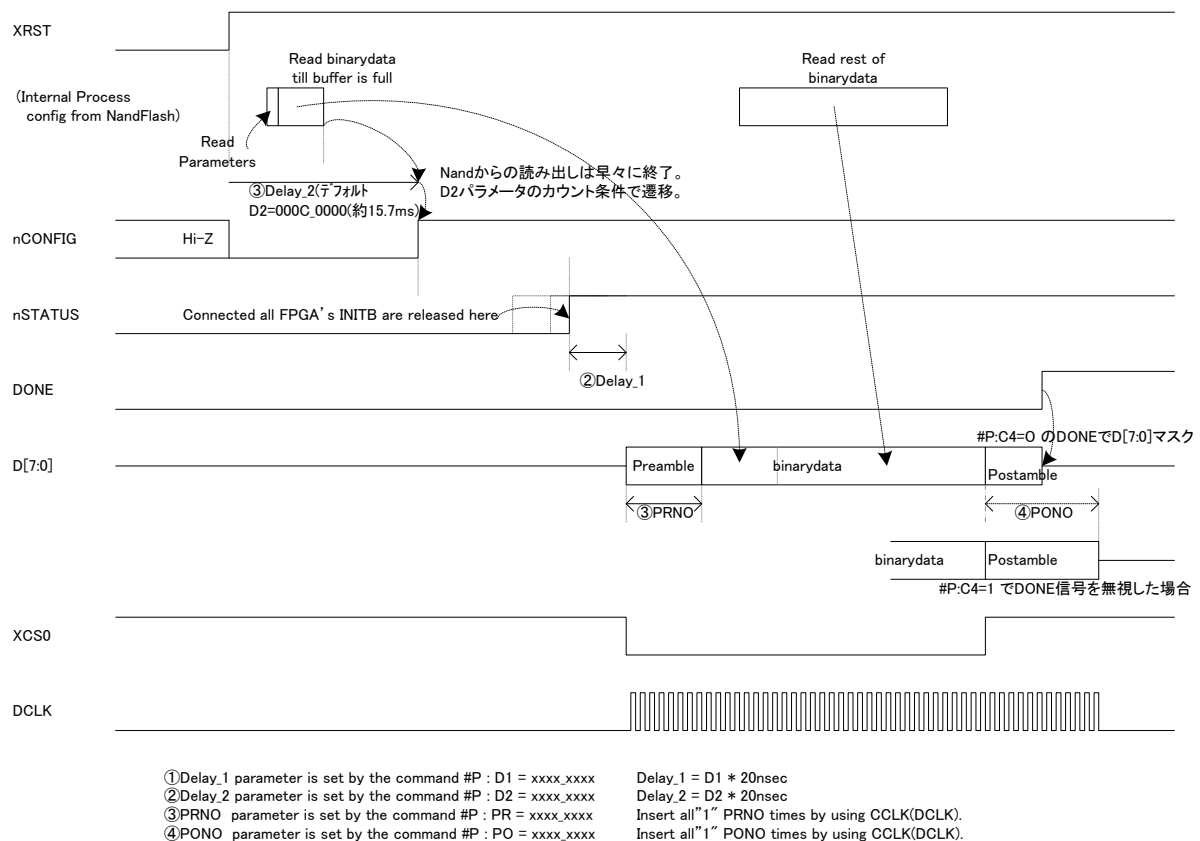 XRST
Read binarydata
till buffer is full
Read rest of
binarydata
(Internal Process
config from NandFlash)
Read
Parameters
Nandからの読み出しは早々に終了。
D2パラメータのカウント条件で遷移。
③Delay_2(ﾃﾞﾌｫﾙﾄ
D2=000C_0000(約15.7ms)
nCONFIG
Hi-Z
nSTATUS
Connected all FPGA's INITB are released here
②Delay_1
DONE
#P:C4=0 のDONEでD[7:0]マスク
D[7:0]
Preamble
binarydata
Postamble
③PRNO
④PONO
binarydata
Postamble
#P:C4=1 でDONE信号を無視した場合
XCS0
DCLK
①Delay_1 parameter is set by the command #P : D1 = xxxx_xxxx Delay_1 = D1 * 20nsec
②Delay_2 parameter is set by the command #P : D2 = xxxx_xxxx Delay_2 = D2 * 20nsec
③PRNO parameter is set by the command #P : PR = xxxx_xxxx Insert all"1" PRNO times by using CCLK(DCLK).
④PONO parameter is set by the command #P : PO = xxxx_xxxx Insert all"1" PONO times by using CCLK(DCLK).